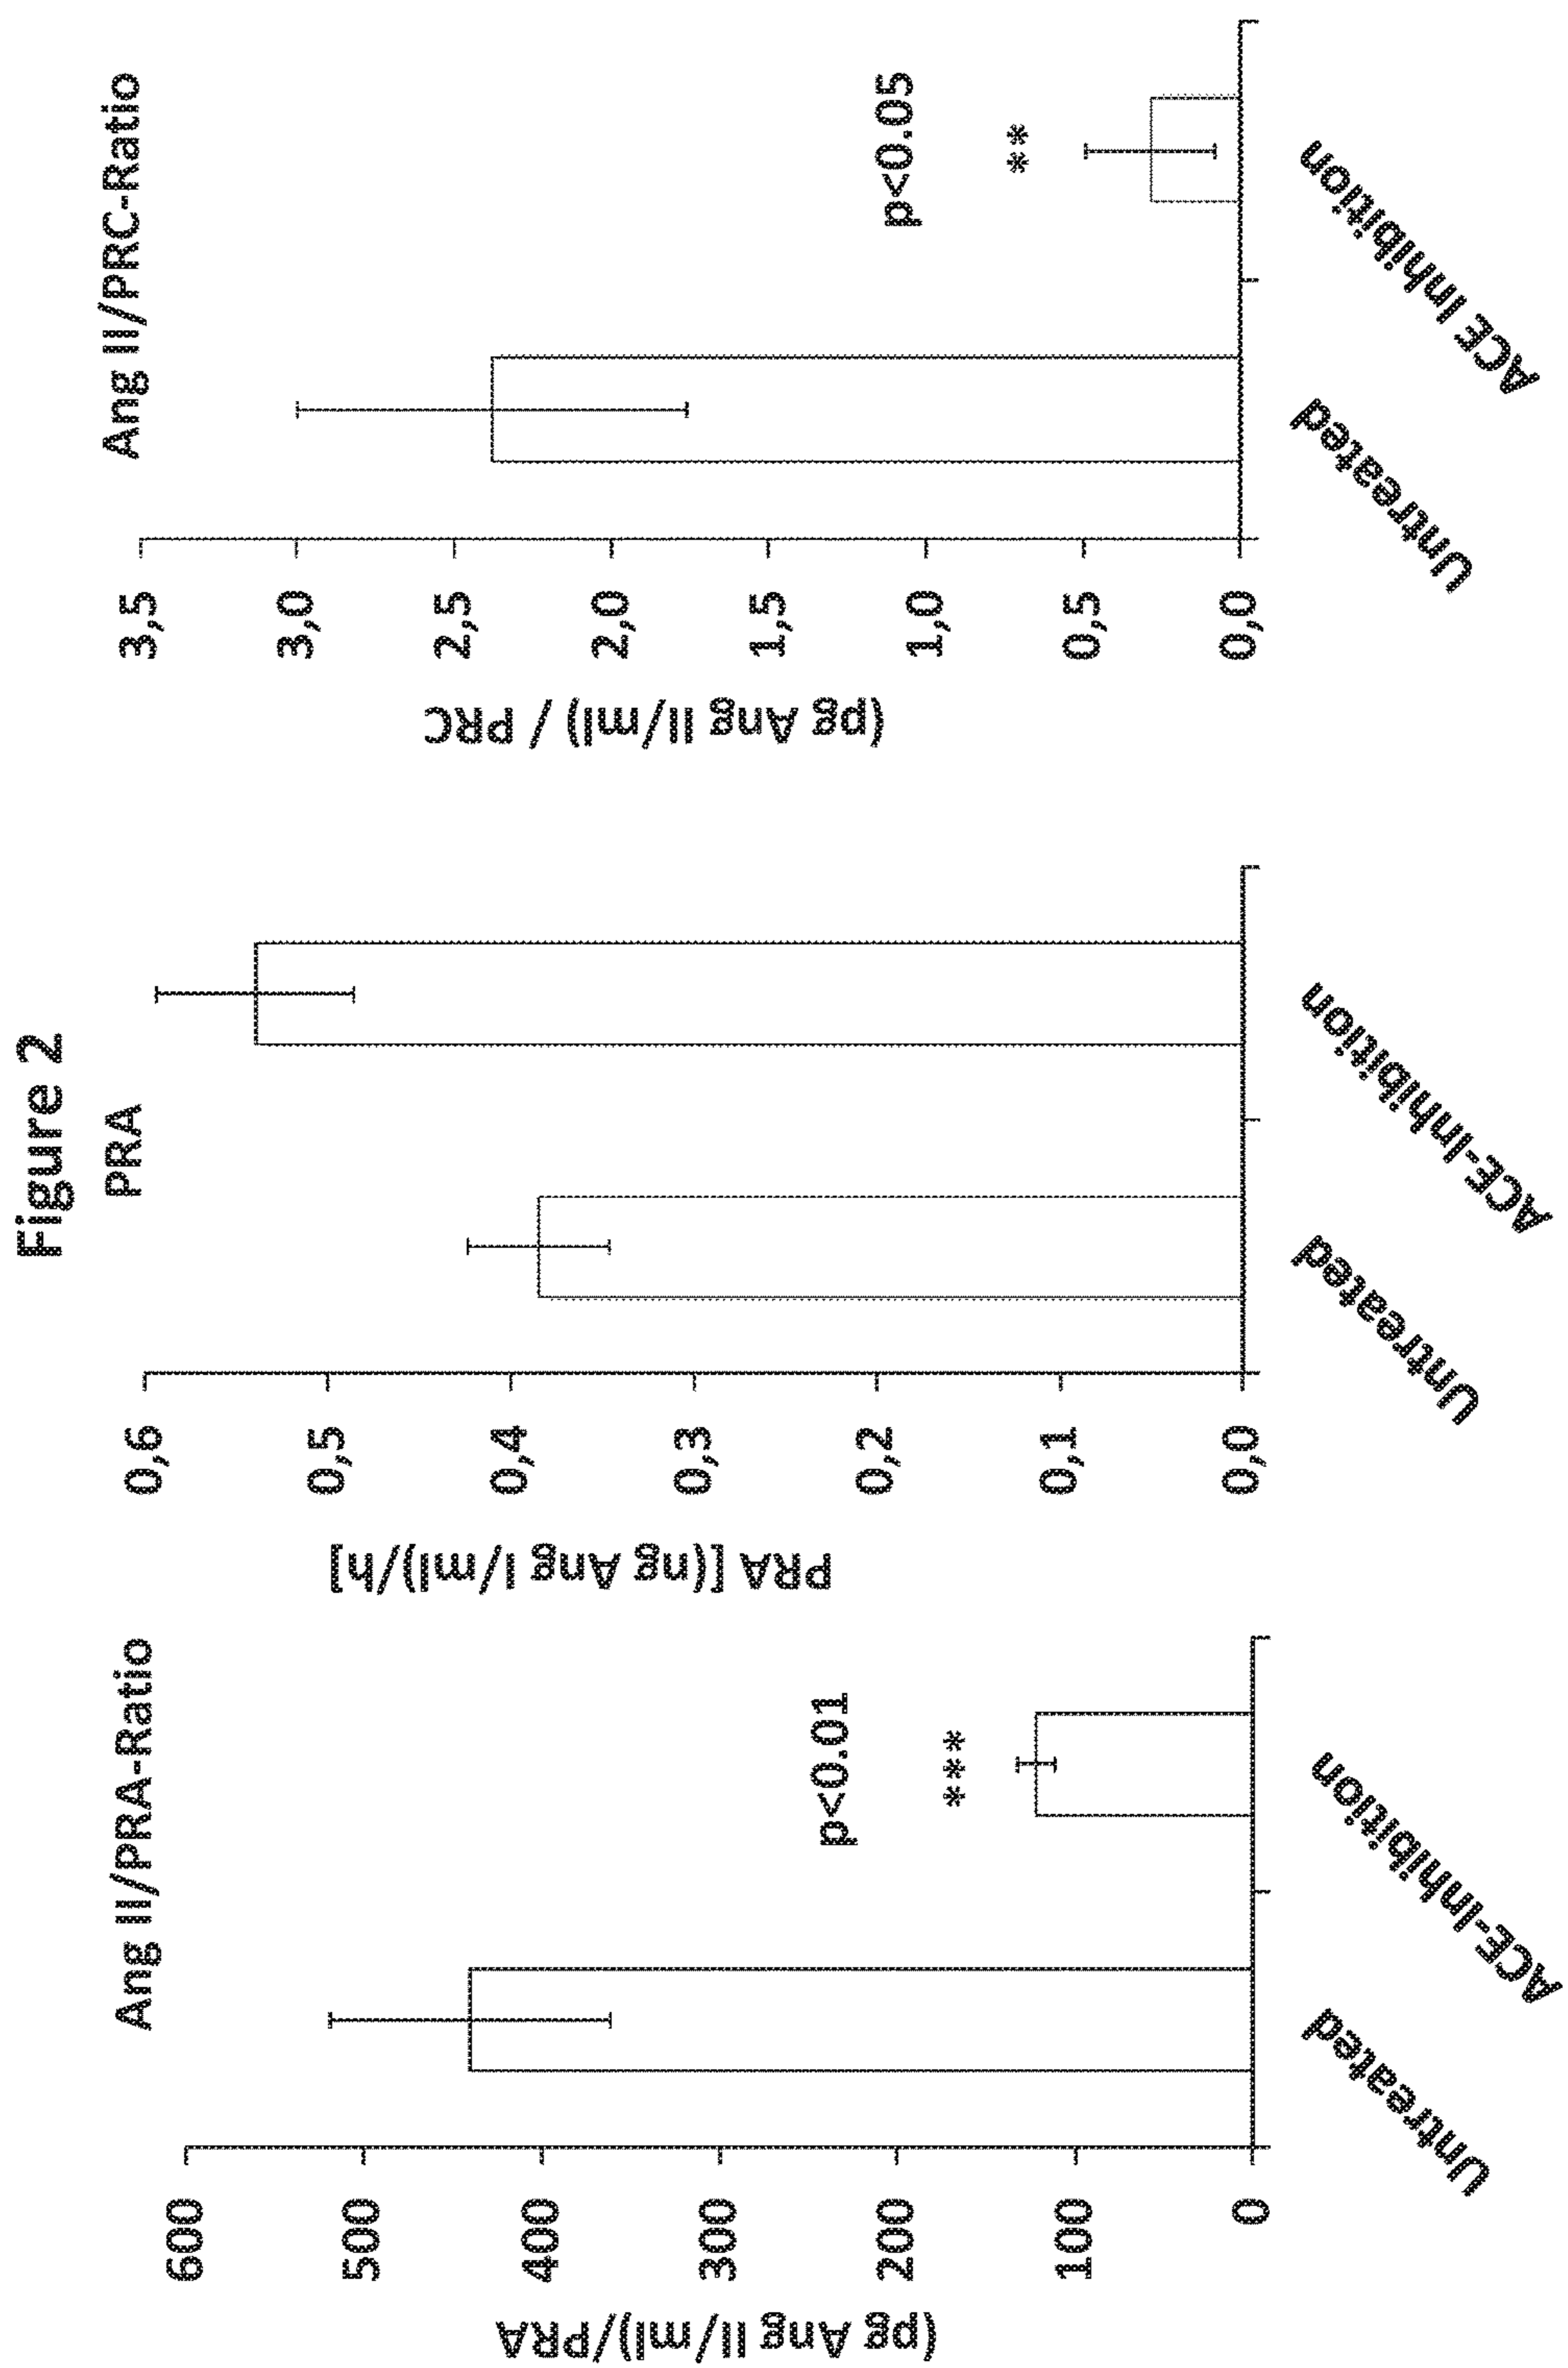 Figure 2
Ang II/PRA-Ratio
(pg Ang II/ml)/PRA
600
500
400
300
200
100
0
p<0.01
***
Untreated
ACE-Inhibition
PRA
PRA [(ng Ang I/ml)/h]
0,6
0,5
0,4
0,3
0,2
0,1
0,0
Untreated
ACE-Inhibition
Ang II/PRC-Ratio
(pg Ang II/ml) / PRC
3,5
3,0
2,5
2,0
1,5
1,0
0,5
0,0
p<0.05
**
Untreated
ACE Inhibition